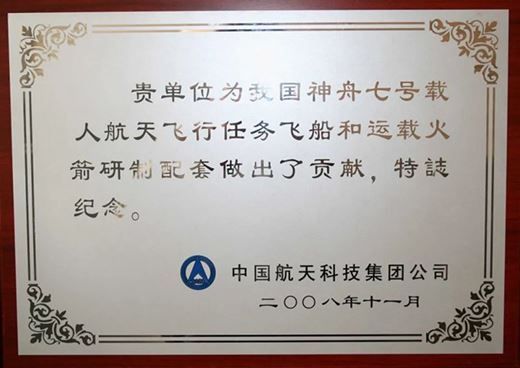 贵单位为我国神舟七号载
人航天飞行任务飞船和运载火
箭研制配套做出了贡献，特誌
纪念。
中国航天科技集团公司
二〇〇八年十一月